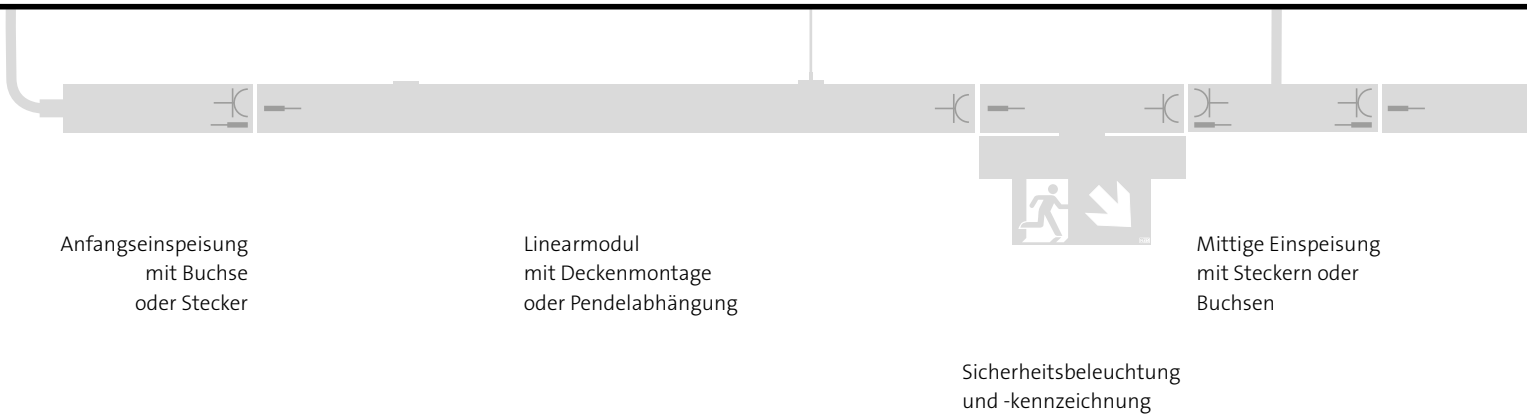 Anfangseinspeisung
mit Buchse
oder Stecker
Linearmodul
mit Deckenmontage
oder Pendelabhängung
Mittige Einspeisung
mit Steckern oder
Buchsen
Sicherheitsbeleuchtung
und -kennzeichnung